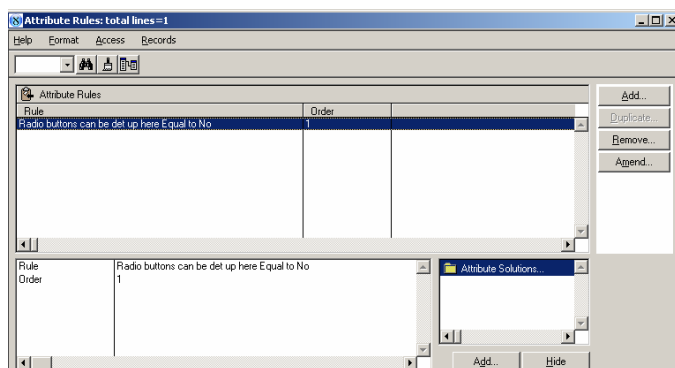 Attribute Rules: total lines=1
Help Format Access Records
Attribute Rules
Rule Order
Radio buttons can be det up here Equal to No 1
Add...
Duplicate...
Remove...
Amend...
Rule Radio buttons can be det up here Equal to No
Order 1
Attribute Solutions...
Add... Hide